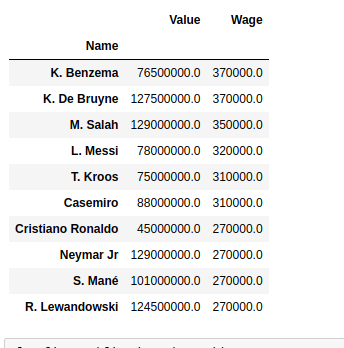 Value Wage
Name
K. Benzema 76500000.0 370000.0
K. De Bruyne 127500000.0 370000.0
M. Salah 129000000.0 350000.0
L. Messi 78000000.0 320000.0
T. Kroos 75000000.0 310000.0
Casemiro 88000000.0 310000.0
Cristiano Ronaldo 45000000.0 270000.0
Neymar Jr 129000000.0 270000.0
S. Mané 101000000.0 270000.0
R. Lewandowski 124500000.0 270000.0